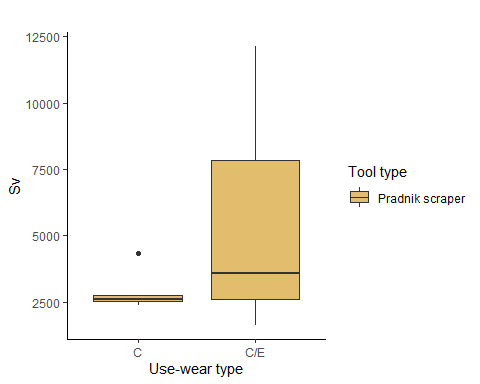 12500
10000
7500
5000
2500
Sv
C
C/E
Use-wear type
Tool type
Pradnik scraper